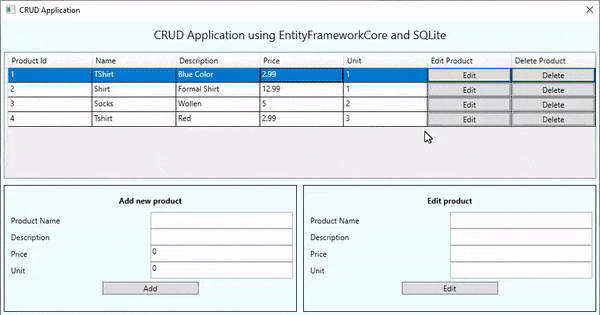 CRUD Application
CRUD Application using EntityFrameworkCore and SQLite
Product Id Name Description Price Unit Edit Product Delete Product
1 TShirt Blue Color 2.99 1 Edit Delete
2 Shirt Formal Shirt 12.99 1 Edit Delete
3 Socks Wollen 5 2 Edit Delete
4 Tshirt Red 2.99 3 Edit Delete
Add new product
Product Name
Description
Price 0
Unit 0
Add
Edit product
Product Name
Description
Price
Unit
Edit